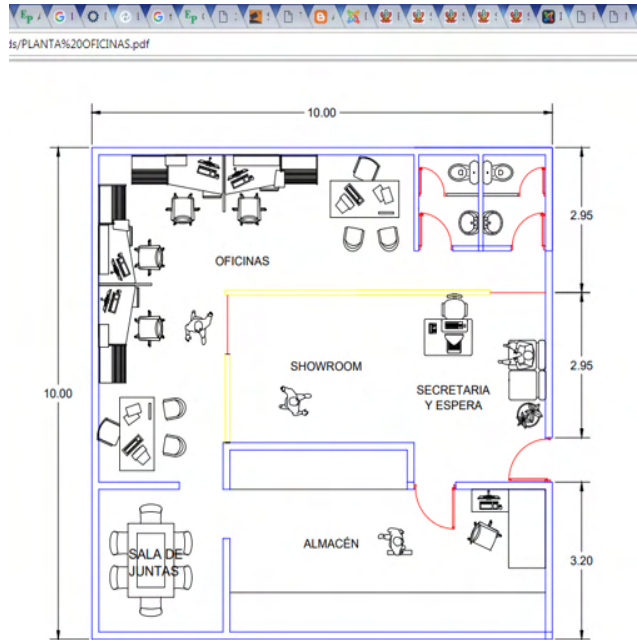 ds/PLANTA%20OFICINAS.pdf
10.00
2.95
OFICINAS
SHOWROOM
2.95
SECRETARIA
Y ESPERA
10.00
ALMACÉN
SALA DE
JUNTAS
3.20